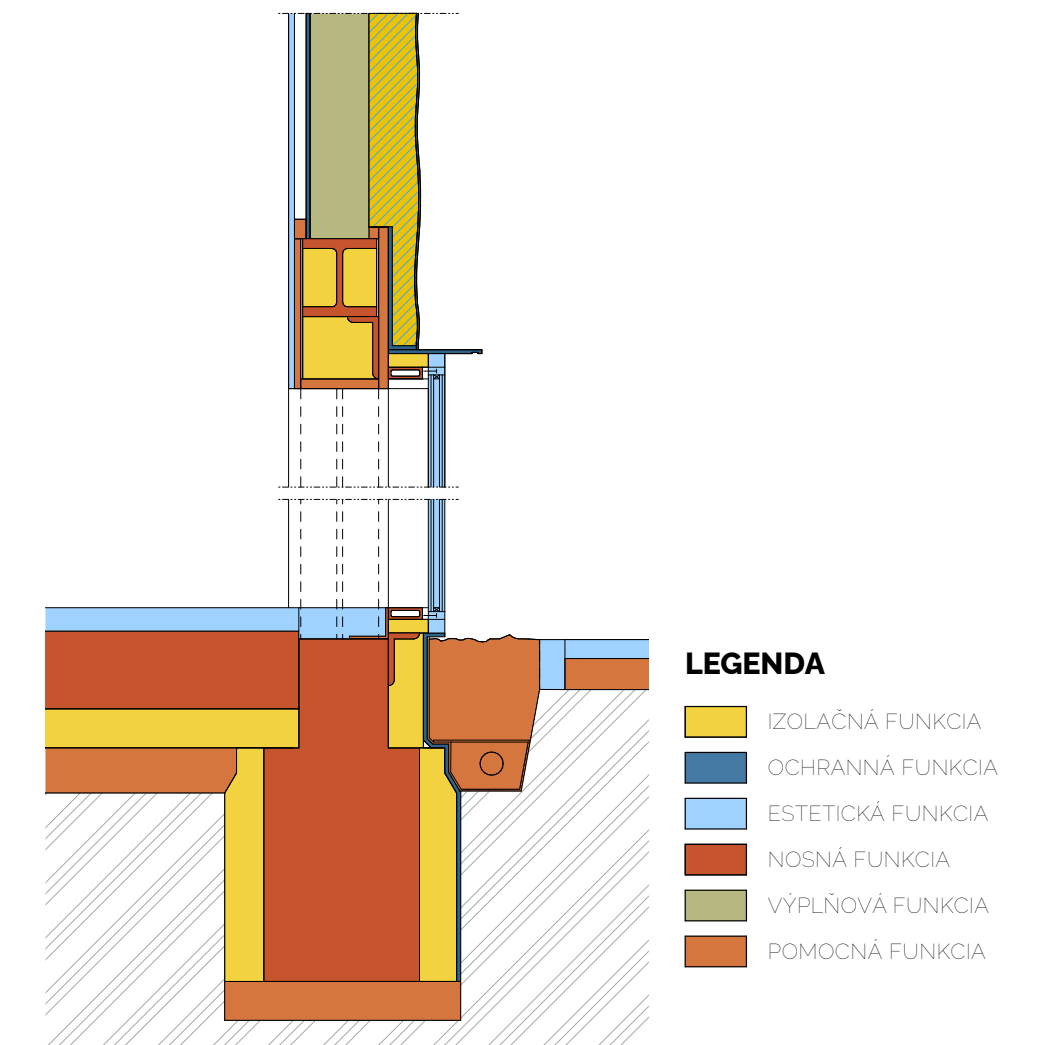 LEGENDA
IZOLAČNÁ FUNKCIA
OCHRANNÁ FUNKCIA
ESTETICKÁ FUNKCIA
NOSNÁ FUNKCIA
VÝPLŇOVÁ FUNKCIA
POMOCNÁ FUNKCIA